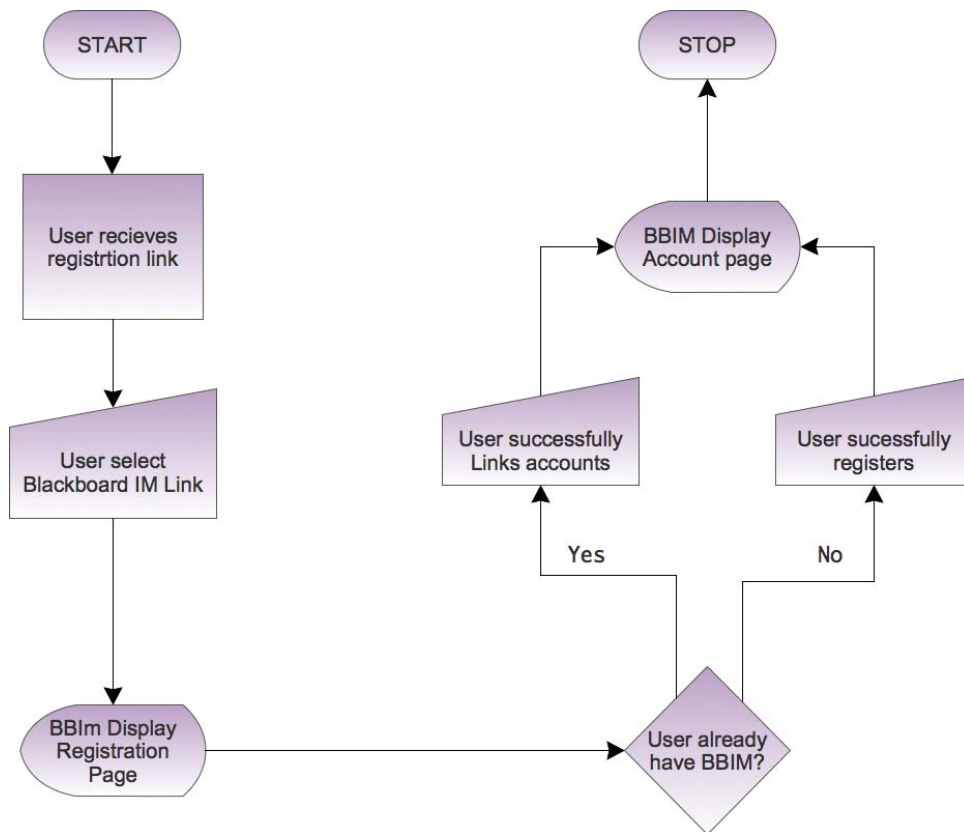 START
User recieves
registrtion link
User select
Blackboard IM Link
BBIm Display
Registration
Page
User already
have BBIM?
Yes
No
User successfully
Links accounts
User sucessfully
registers
BBIM Display
Account page
STOP